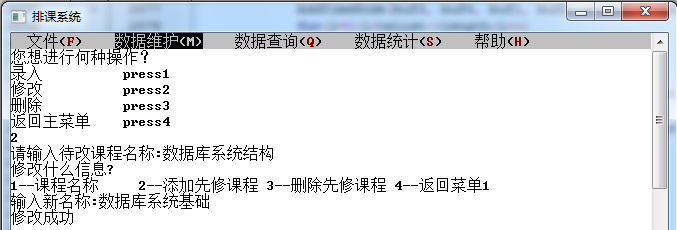 排课系统
文件(F) 数据维护(M) 数据查询(Q) 数据统计(S) 帮助(H)
您想进行何种操作？
录入 press1
修改 press2
删除 press3
返回主菜单 press4
2
请输入待改课程名称:数据库系统结构
修改什么信息?
1--课程名称 2--添加先修课程 3--删除先修课程 4--返回菜单1
输入新名称:数据库系统基础
修改成功